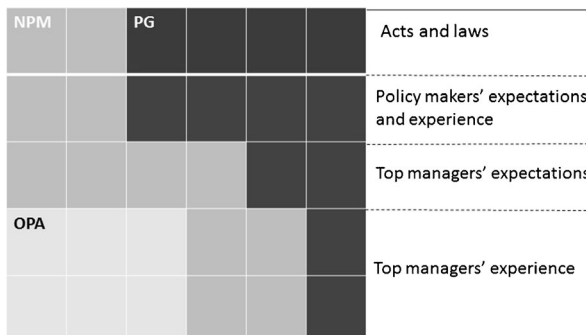 NPM PG Acts and laws
Policy makers' expectations
and experience
Top managers' expectations
OPA
Top managers' experience